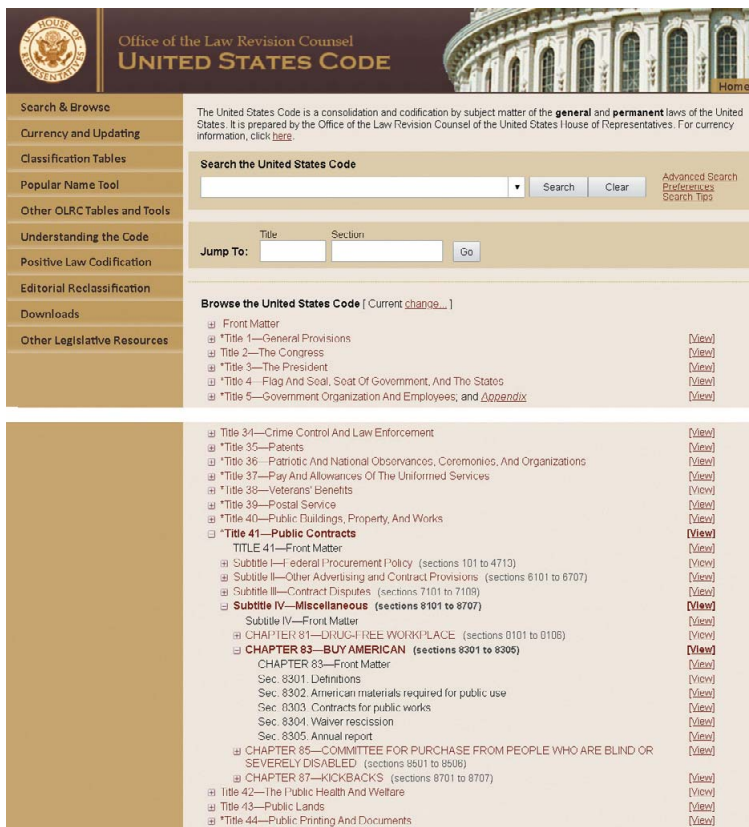 U.S. HOUSE OF REPRESENTATIVES
Office of the Law Revision Counsel
UNITED STATES CODE
Home
Search & Browse
Currency and Updating
Classification Tables
Popular Name Tool
Other OLRC Tables and Tools
Understanding the Code
Positive Law Codification
Editorial Reclassification
Downloads
Other Legislative Resources
The United States Code is a consolidation and codification by subject matter of the general and permanent laws of the United
States. It is prepared by the Office of the Law Revision Counsel of the United States House of Representatives. For currency
information, click here.
Search the United States Code
Search Clear
Advanced Search
Preferences
Search Tips
Title Section
Jump To: Go
Browse the United States Code [ Current change... ]
Front Matter
*Title 1—General Provisions [View]
Title 2—The Congress [View]
*Title 3—The President [View]
*Title 4—Flag And Seal, Seat Of Government, And The States [View]
*Title 5—Government Organization And Employees; and Appendix [View]
Title 34—Crime Control And Law Enforcement [View]
*Title 35—Patents [View]
*Title 36—Patriotic And National Observances, Ceremonies, And Organizations [View]
*Title 37—Pay And Allowances Of The Uniformed Services [View]
*Title 38—Veterans' Benefits [View]
*Title 39—Postal Service [View]
*Title 40—Public Buildings, Property, And Works [View]
*Title 41—Public Contracts [View]
TITLE 41—Front Matter [View]
Subtitle I—Federal Procurement Policy (sections 101 to 4713) [View]
Subtitle II—Other Advertising and Contract Provisions (sections 6101 to 6707) [View]
Subtitle III—Contract Disputes (sections 7101 to 7109) [View]
Subtitle IV—Miscellaneous (sections 8101 to 8707) [View]
Subtitle IV—Front Matter [View]
CHAPTER 81—DRUG-FREE WORKPLACE (sections 8101 to 8106) [View]
CHAPTER 83—BUY AMERICAN (sections 8301 to 8305) [View]
CHAPTER 83—Front Matter [View]
Sec. 8301. Definitions [View]
Sec. 8302. American materials required for public use [View]
Sec. 8303. Contracts for public works [View]
Sec. 8304. Waiver rescission [View]
Sec. 8305. Annual report [View]
CHAPTER 85—COMMITTEE FOR PURCHASE FROM PEOPLE WHO ARE BLIND OR [View]
SEVERELY DISABLED (sections 8501 to 8506)
CHAPTER 87—KICKBACKS (sections 8701 to 8707) [View]
Title 42—The Public Health And Welfare [View]
Title 43—Public Lands [View]
*Title 44—Public Printing And Documents [View]